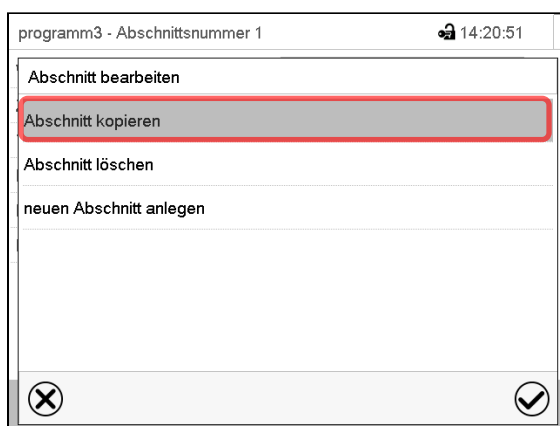 programm3 - Abschnittsnummer 1 14:20:51
Abschnitt bearbeiten
Abschnitt kopieren
Abschnitt löschen
neuen Abschnitt anlegen